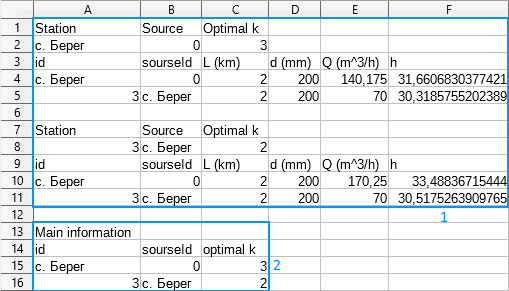 A B C D E F
1 Station Source Optimal k
2 с. Берег 0 3
3 id sourseId L (km) d (mm) Q (m^3/h) h
4 с. Берег 0 2 200 140,175 31,6606830377421
5 3 с. Берег 2 200 70 30,3185755202389
6
7 Station Source Optimal k
8 3 с. Берег 2
9 id sourseId L (km) d (mm) Q (m^3/h) h
10 с. Берег 0 2 200 170,25 33,48836715444
11 3 с. Берег 2 200 70 30,5175263909765
12 1
13 Main information
14 id sourseId optimal k
15 с. Берег 0 3 2
16 3 с. Берег 2